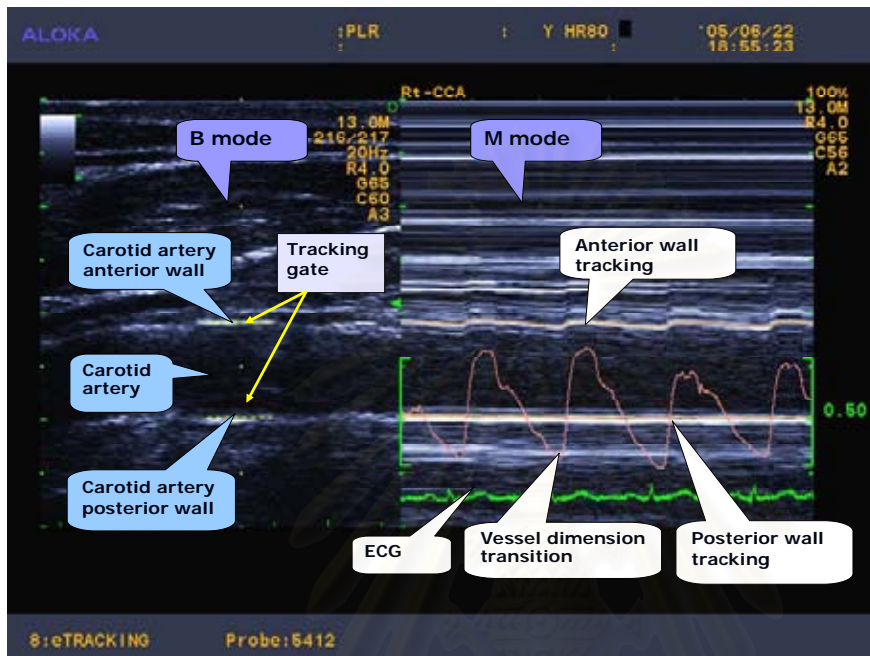 ALOKA
:PLR : Y HR80 '05/06/22
: : 18:55:23
Rt-CCA
100%
13.0M
R4.0
G65
C56
A2
13.0M
216/217
20Hz
R4.0
G65
C60
A3
B mode
M mode
Carotid artery
anterior wall
Tracking
gate
Anterior wall
tracking
Carotid
artery
0.50
Carotid artery
posterior wall
ECG
Vessel dimension
transition
Posterior wall
tracking
8:eTRACKING Probe:5412